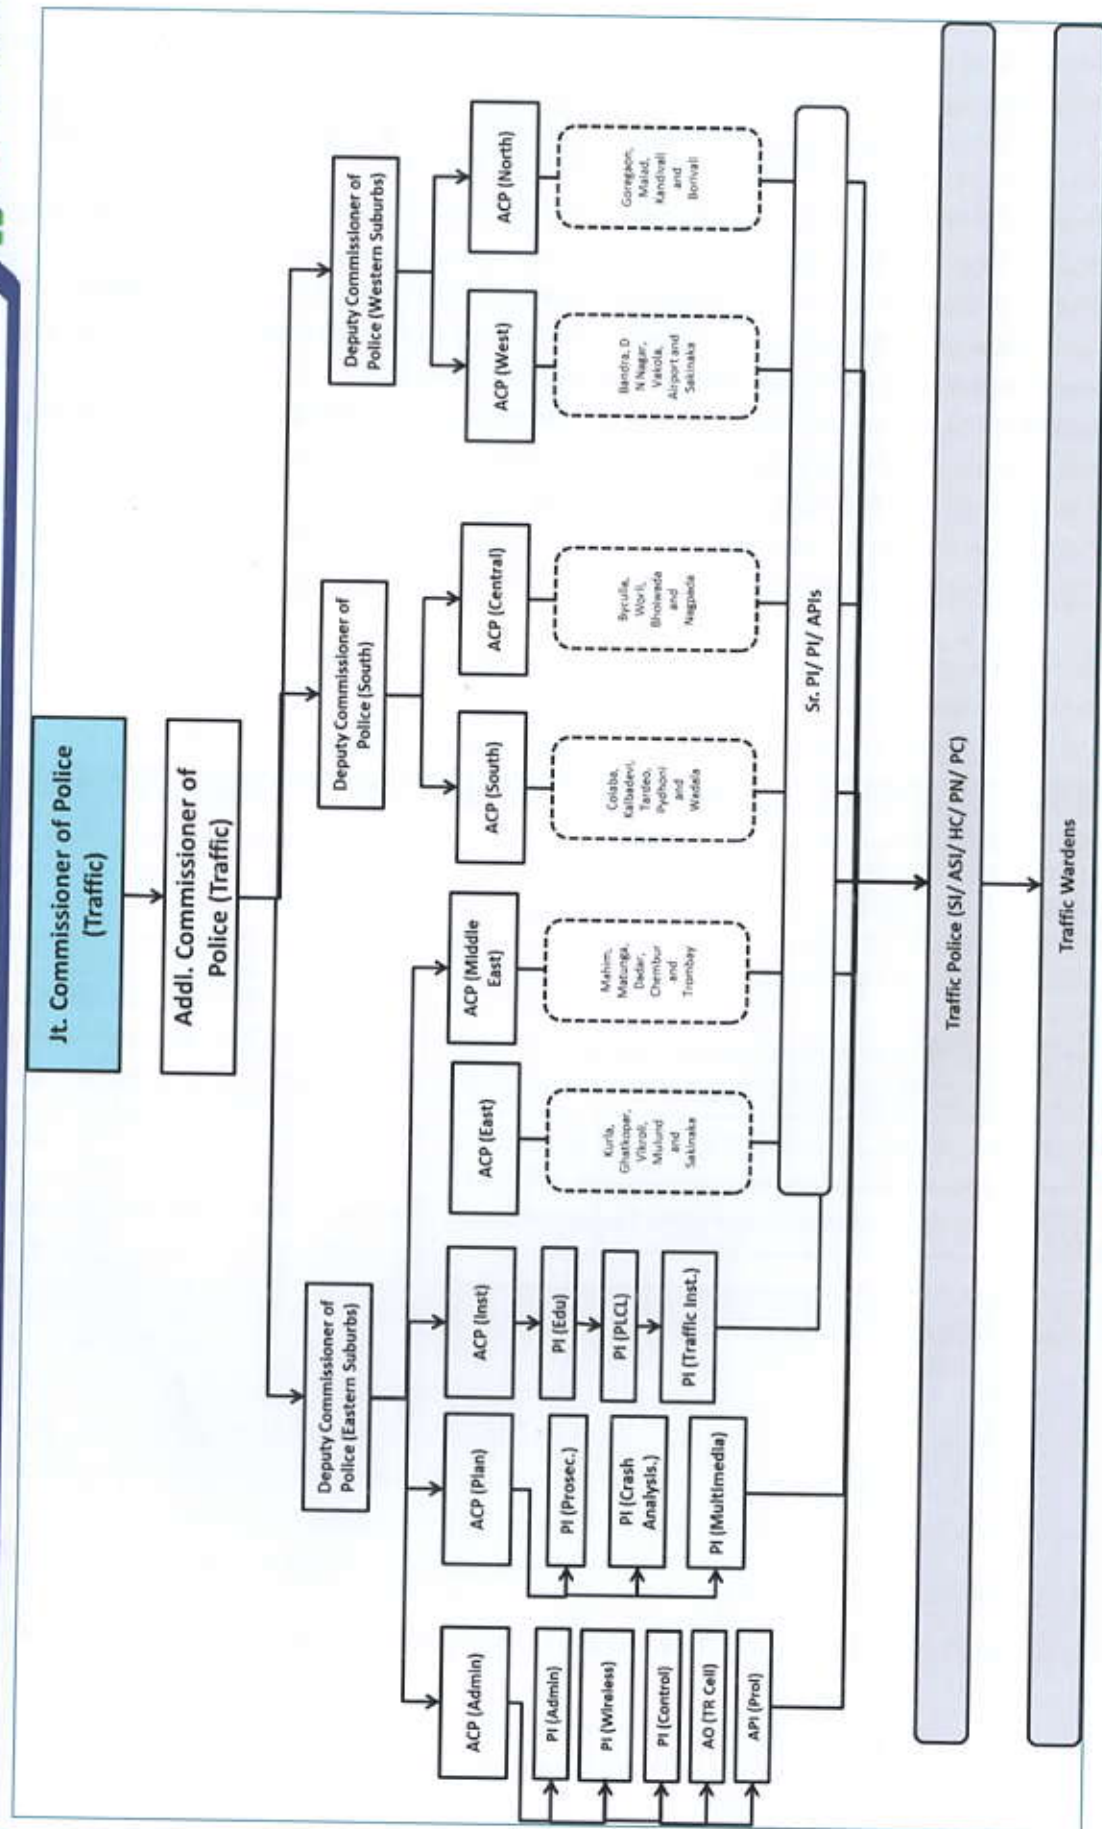 Jt. Commissioner of Police
(Traffic)
Addl. Commissioner of
Police (Traffic)
Deputy Commissioner of
Police (Eastern Suburbs)
Deputy Commissioner of
Police (South)
Deputy Commissioner of
Police (Western Suburbs)
ACP (Admin)
ACP (Plan)
ACP (Inst)
ACP (East)
ACP (Middle
East)
ACP (South)
ACP (Central)
ACP (West)
ACP (North)
PI (Admin)
PI (Wireless)
PI (Control)
AO (TR Cell)
API (Prol)
PI (Prosec.)
PI (Crash
Analysis.)
PI (Multimedia)
PI (Edu)
PI (PLCL)
PI (Traffic Inst.)
Kurla,
Ghatkopar,
Vikroli,
Mulund
and
Sakinaka
Mahim,
Matunga,
Dadar,
Chembur
and
Trombay
Colaba,
Kalbadevi,
Tardeo,
Pydhoni
and
Wadala
Byculla,
Worli,
Bhoiwada
and
Nagpada
Bandra, D
N Nagar,
Vakola,
Airport and
Sakinaka
Goregaon,
Malad,
Kandivali
and
Borivali
Sr. PI/ PI/ APIs
Traffic Police (SI/ ASI/ HC/ PN/ PC)
Traffic Wardens